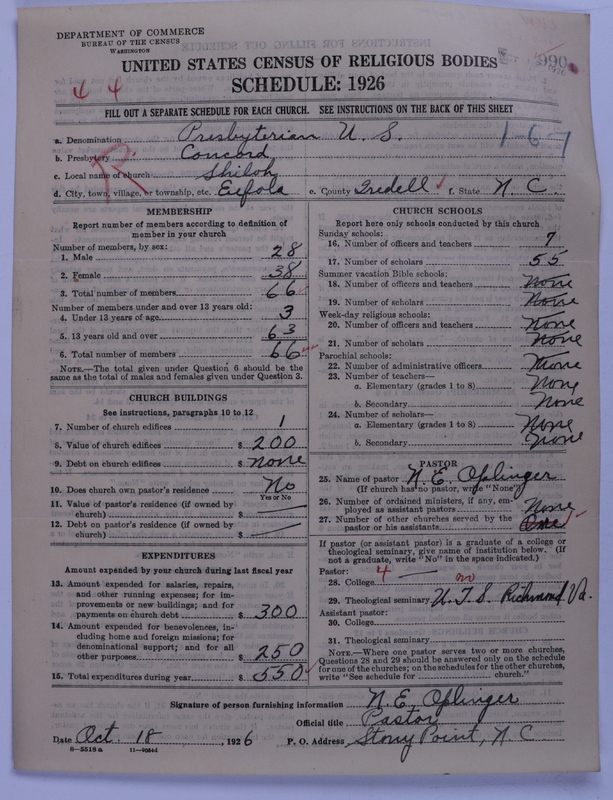 DEPARTMENT OF COMMERCE
BUREAU OF THE CENSUS
WASHINGTON
UNITED STATES CENSUS OF RELIGIOUS BODIES
SCHEDULE: 1926
4 4
FILL OUT A SEPARATE SCHEDULE FOR EACH CHURCH. SEE INSTRUCTIONS ON THE BACK OF THIS SHEET
a. Denomination Presbyterian U. S. 1-6-7
b. Presbytery Concord
c. Local name of church Shiloh
R
d. City, town, village, or township, etc. Eufola e. County Iredell f. State N. C.
MEMBERSHIP
Report number of members according to definition of member in your church
Number of members, by sex:
1. Male 28
2. Female 38
3. Total number of members 66
Number of members under and over 13 years old:
4. Under 13 years of age 3
5. 13 years old and over 63
6. Total number of members 66
NOTE.—The total given under Question 6 should be the
same as the total of males and females given under Question 3.
CHURCH BUILDINGS
See instructions, paragraphs 10 to 12
7. Number of church edifices 1
8. Value of church edifices $ 200
9. Debt on church edifices $ none
10. Does church own pastor's residence No
Yes or No
11. Value of pastor's residence (if owned by
church) $ —
12. Debt on pastor's residence (if owned by
church) $ —
EXPENDITURES
Amount expended by your church during last fiscal year
13. Amount expended for salaries, repairs,
and other running expenses; for im-
provements or new buildings; and for
payments on church debt $ 300
14. Amount expended for benevolences, in-
cluding home and foreign missions; for
denominational support; and for all
other purposes $ 250
15. Total expenditures during year $ 550
CHURCH SCHOOLS
Report here only schools conducted by this church
Sunday schools:
16. Number of officers and teachers 7
17. Number of scholars 55
Summer vacation Bible schools:
18. Number of officers and teachers None
19. Number of scholars None
Week-day religious schools:
20. Number of officers and teachers None
21. Number of scholars None
Parochial schools:
22. Number of administrative officers None
23. Number of teachers—
a. Elementary (grades 1 to 8) None
b. Secondary None
24. Number of scholars—
a. Elementary (grades 1 to 8) None
b. Secondary None
PASTOR
25. Name of pastor N. E. Oplinger
(If church has no pastor, write "None")
26. Number of ordained ministers, if any, em-
ployed as assistant pastors None
27. Number of other churches served by the
pastor or his assistants One
If pastor (or assistant pastor) is a graduate of a college or
theological seminary, give name of institution below. (If
not a graduate, write "No" in the space indicated.)
Pastor: 4
28. College — no
29. Theological seminary U. T. S. Richmond Va.
Assistant pastor:
30. College
31. Theological seminary
NOTE.—Where one pastor serves two or more churches,
Questions 28 and 29 should be answered only on the schedule
for one of the churches; on the schedules for the other churches,
write "See schedule for church."
Signature of person furnishing information N. E. Oplinger
Official title Pastor
Date Oct. 18, 1926 P. O. Address Stony Point, N. C
8-5518a